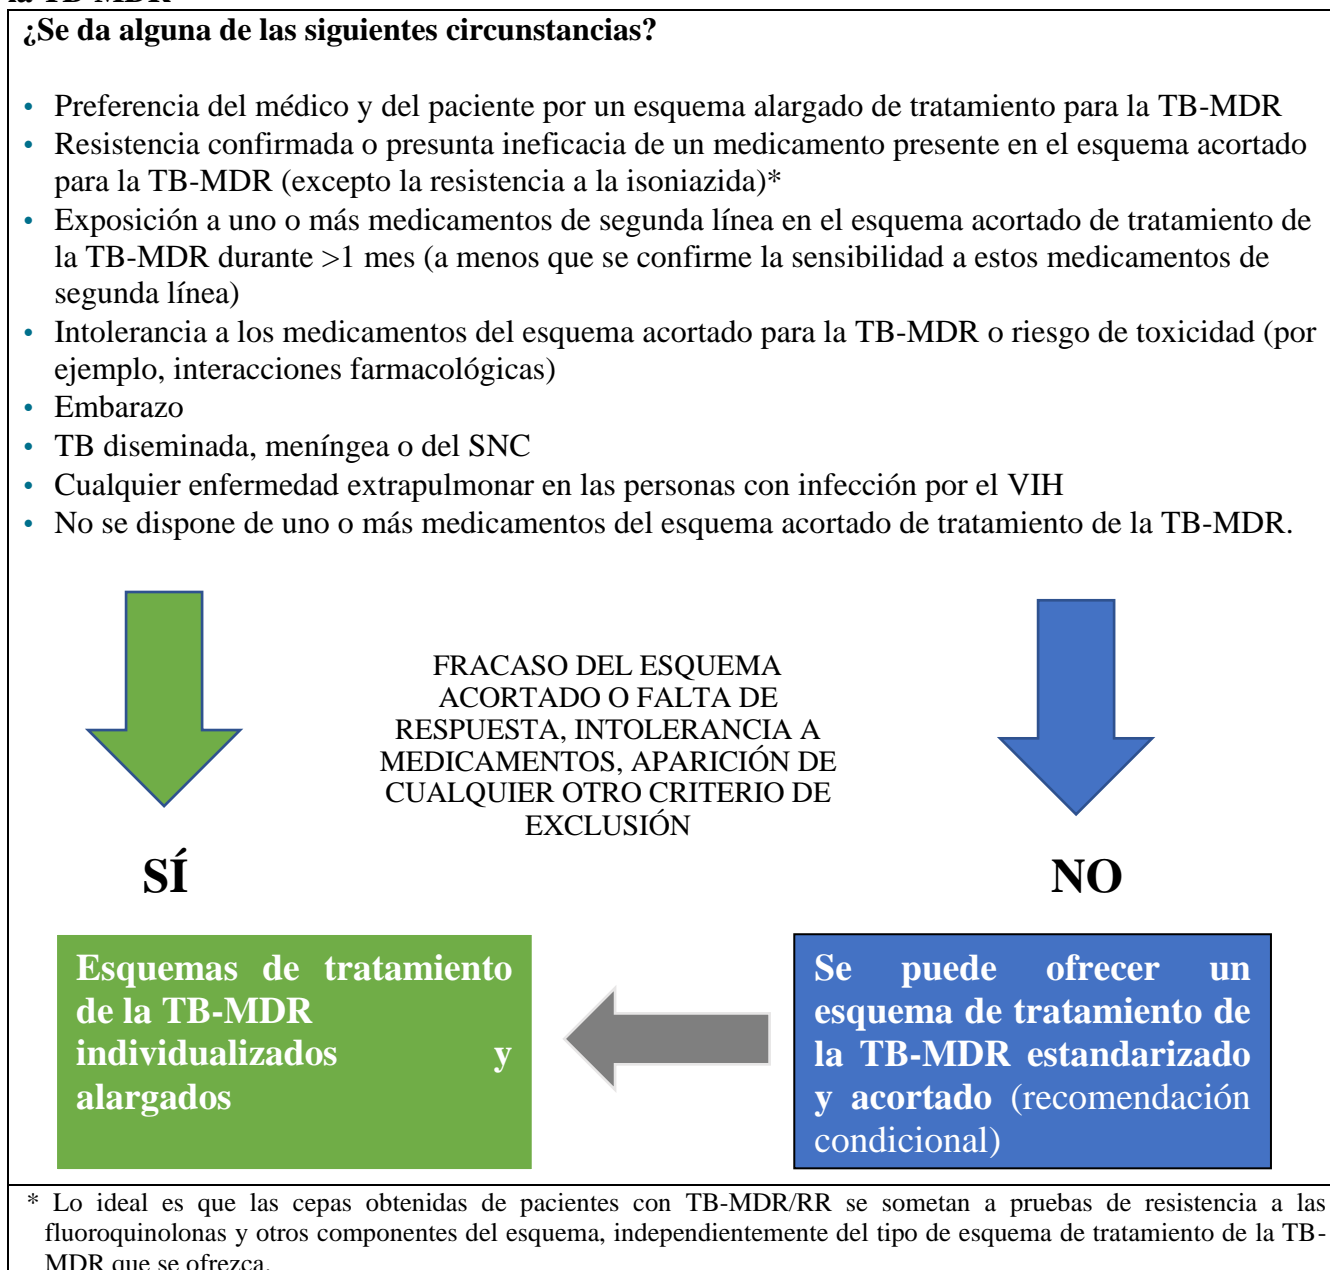 la TB-MDR
¿Se da alguna de las siguientes circunstancias?
• Preferencia del médico y del paciente por un esquema alargado de tratamiento para la TB-MDR
• Resistencia confirmada o presunta ineficacia de un medicamento presente en el esquema acortado
para la TB-MDR (excepto la resistencia a la isoniazida)*
• Exposición a uno o más medicamentos de segunda línea en el esquema acortado de tratamiento de
la TB-MDR durante >1 mes (a menos que se confirme la sensibilidad a estos medicamentos de
segunda línea)
• Intolerancia a los medicamentos del esquema acortado para la TB-MDR o riesgo de toxicidad (por
ejemplo, interacciones farmacológicas)
• Embarazo
• TB diseminada, meníngea o del SNC
• Cualquier enfermedad extrapulmonar en las personas con infección por el VIH
• No se dispone de uno o más medicamentos del esquema acortado de tratamiento de la TB-MDR.
FRACASO DEL ESQUEMA
ACORTADO O FALTA DE
RESPUESTA, INTOLERANCIA A
MEDICAMENTOS, APARICIÓN DE
CUALQUIER OTRO CRITERIO DE
EXCLUSIÓN
SÍ
NO
Esquemas de tratamiento
de la TB-MDR
individualizados y
alargados
Se puede ofrecer un
esquema de tratamiento de
la TB-MDR estandarizado
y acortado (recomendación
condicional)
* Lo ideal es que las cepas obtenidas de pacientes con TB-MDR/RR se sometan a pruebas de resistencia a las
fluoroquinolonas y otros componentes del esquema, independientemente del tipo de esquema de tratamiento de la TB-
MDR que se ofrezca.